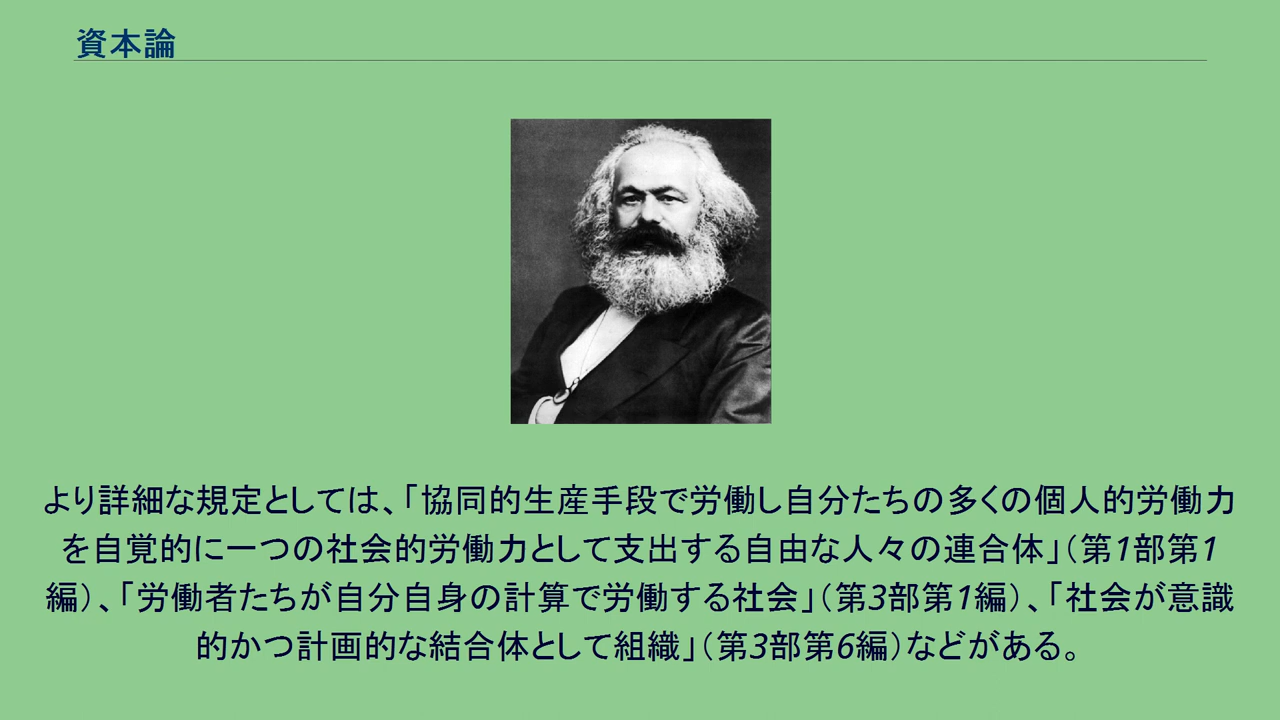 資本論
より詳細な規定としては、「協同的生産手段で労働し自分たちの多くの個人的労働力
を自覚的に一つの社会的労働力として支出する自由な人々の連合体」（第1部第1
編）、「労働者たちが自分自身の計算で労働する社会」（第3部第1編）、「社会が意識
的かつ計画的な結合体として組織」（第3部第6編）などがある。